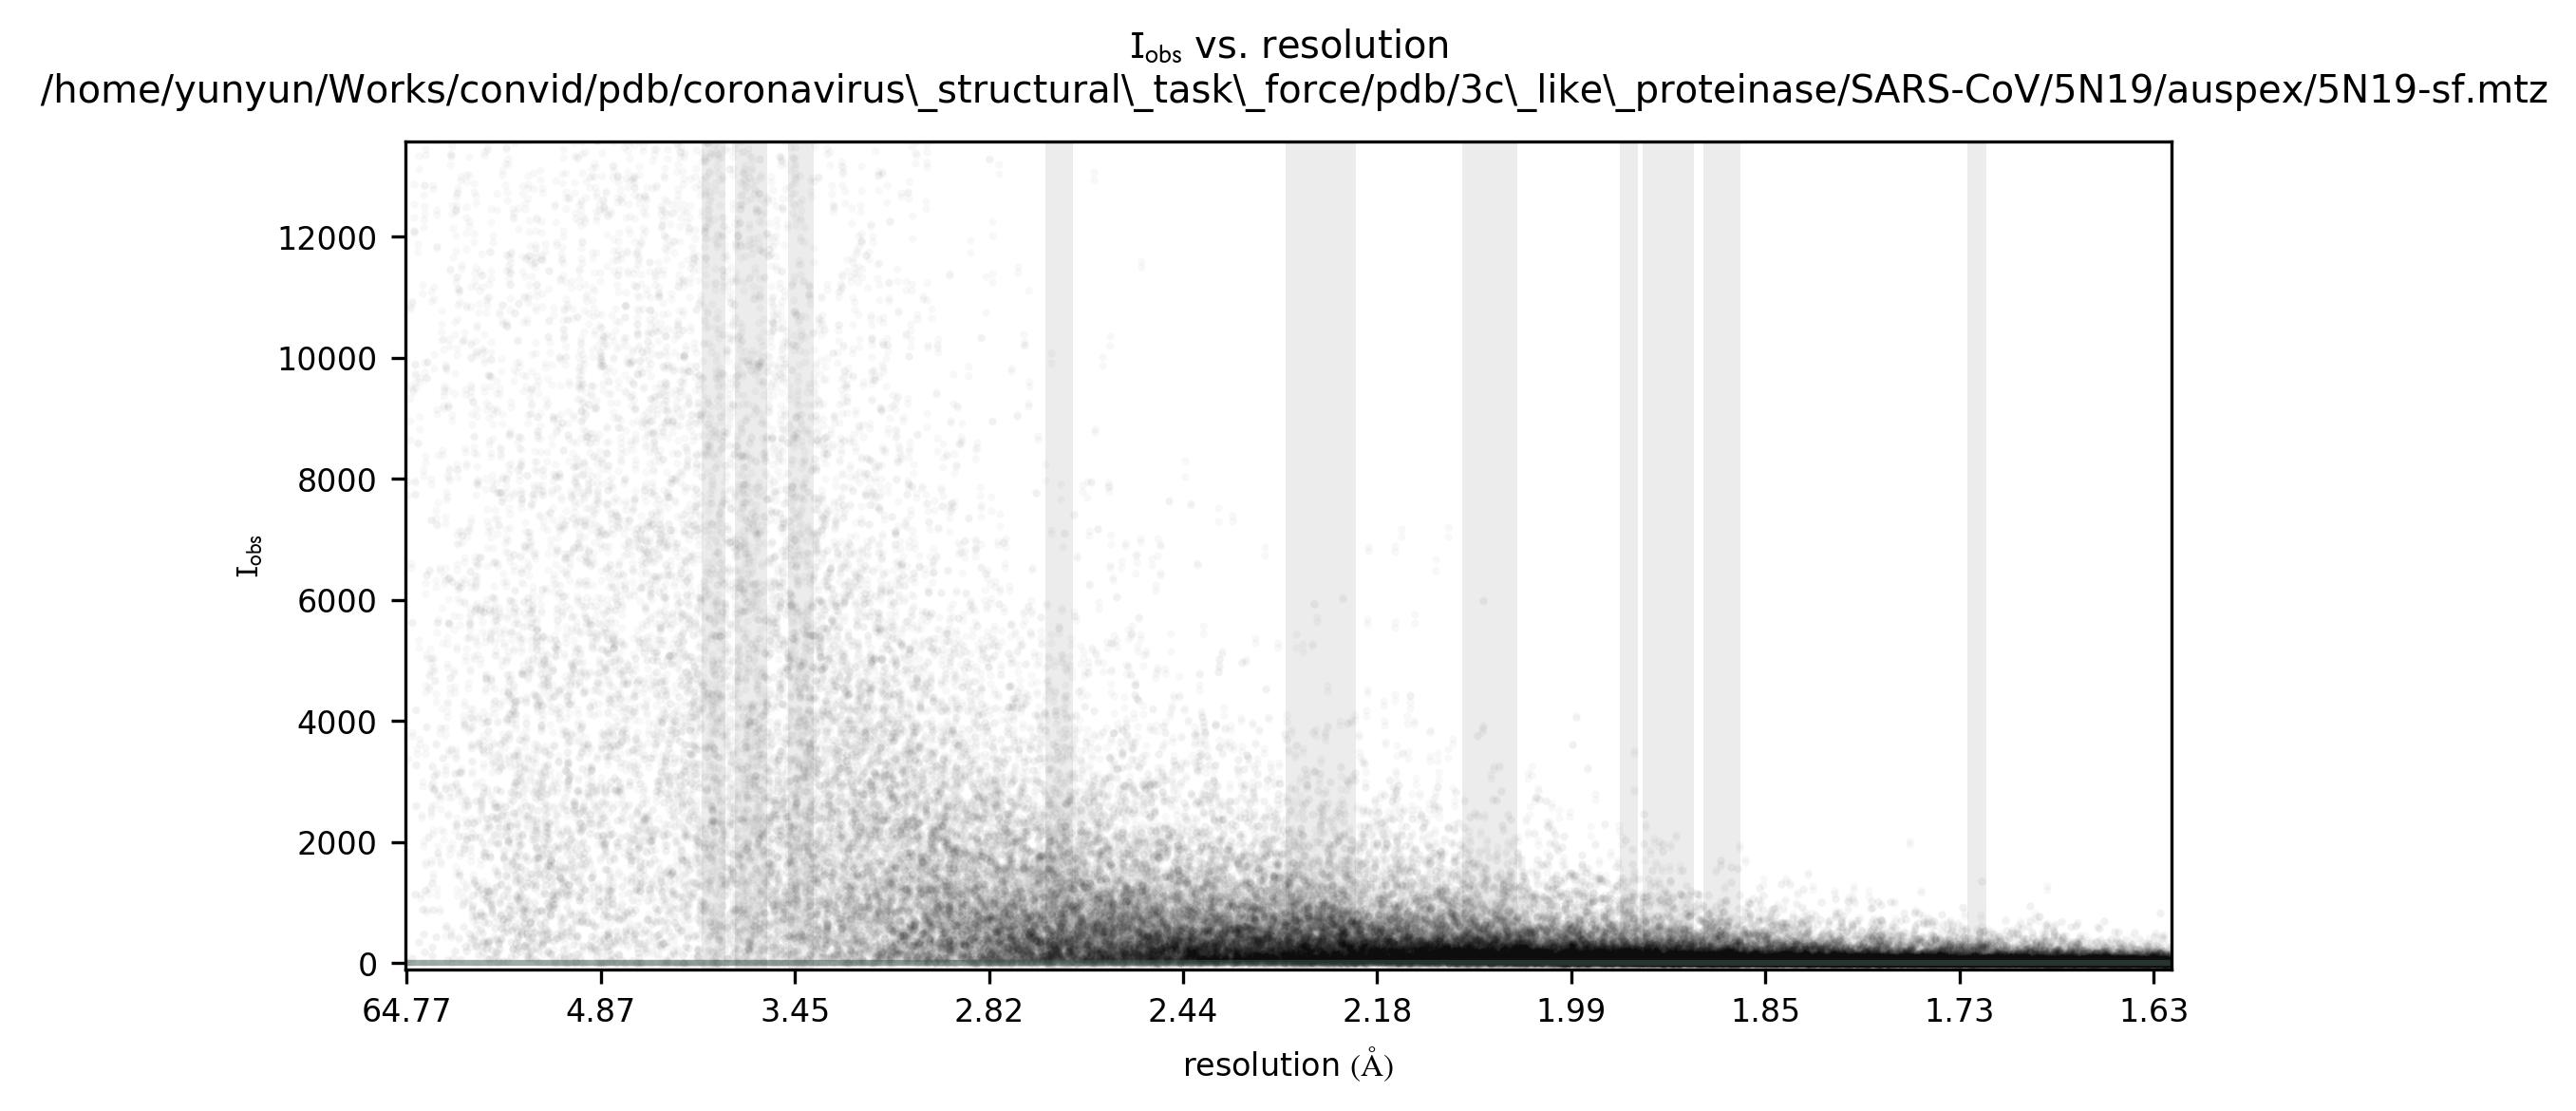 I_obs vs. resolution
/home/yunyun/Works/convid/pdb/coronavirus\_structural\_task\_force/pdb/3c\_like\_proteinase/SARS-CoV/5N19/auspex/5N19-sf.mtz
12000
10000
8000
6000
4000
2000
0
I_obs
64.77 4.87 3.45 2.82 2.44 2.18 1.99 1.85 1.73 1.63
resolution (Å)